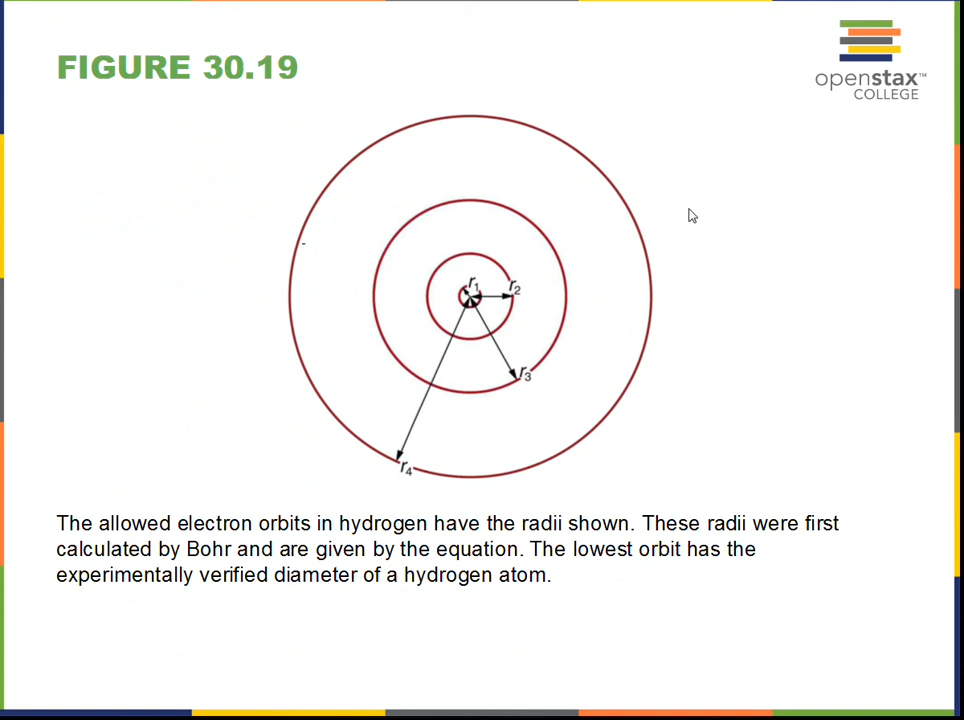 FIGURE 30.19
openstax™
COLLEGE
r1
r2
r3
r4
The allowed electron orbits in hydrogen have the radii shown. These radii were first
calculated by Bohr and are given by the equation. The lowest orbit has the
experimentally verified diameter of a hydrogen atom.